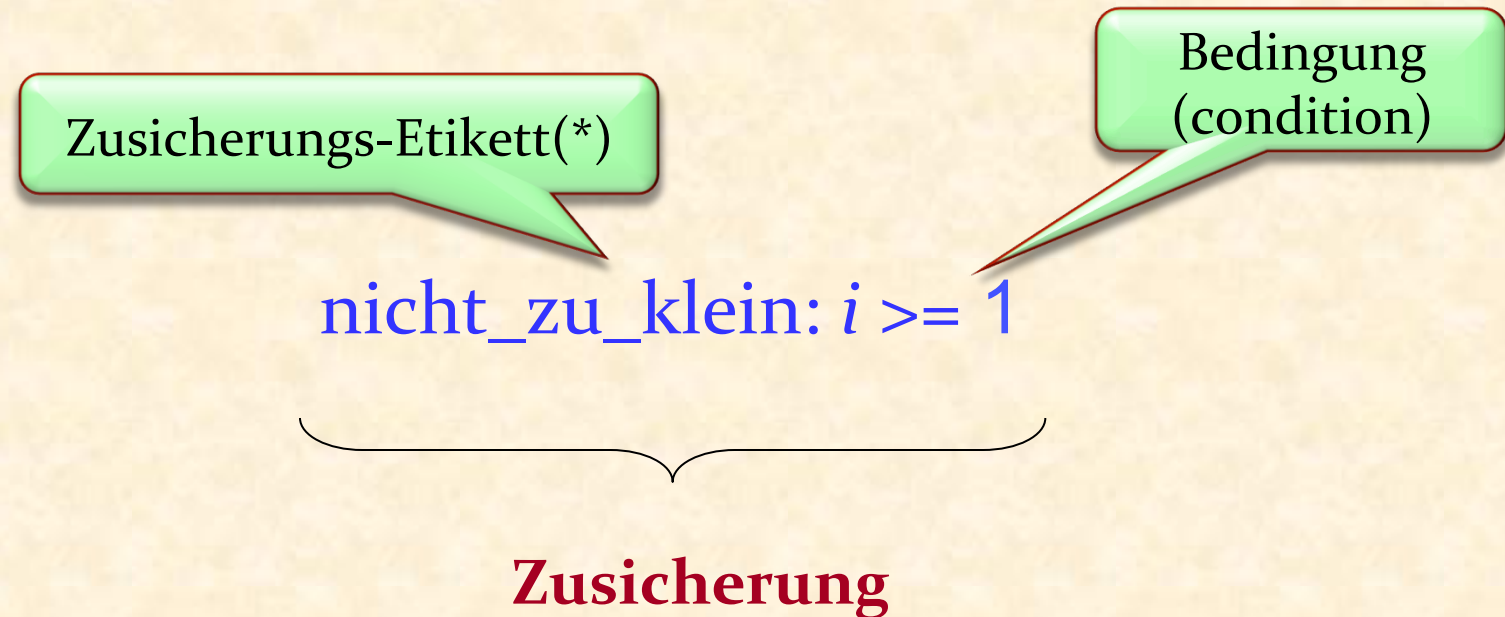 Zusicherungs-Etikett(*)
Bedingung
(condition)
nicht_zu_klein: i >= 1
Zusicherung